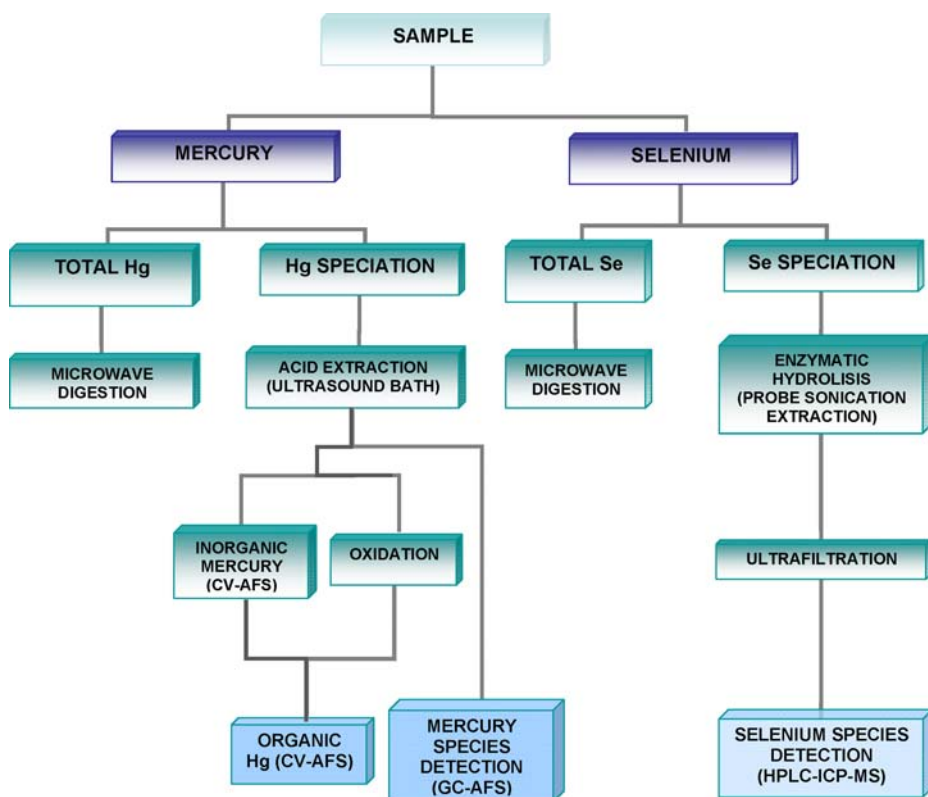 SAMPLE
MERCURY
SELENIUM
TOTAL Hg
Hg SPECIATION
TOTAL Se
Se SPECIATION
MICROWAVE
DIGESTION
ACID EXTRACTION
(ULTRASOUND BATH)
MICROWAVE
DIGESTION
ENZYMATIC
HYDROLISIS
(PROBE SONICATION
EXTRACTION)
INORGANIC
MERCURY
(CV-AFS)
OXIDATION
ULTRAFILTRATION
ORGANIC
Hg (CV-AFS)
MERCURY
SPECIES
DETECTION
(GC-AFS)
SELENIUM SPECIES
DETECTION
(HPLC-ICP-MS)